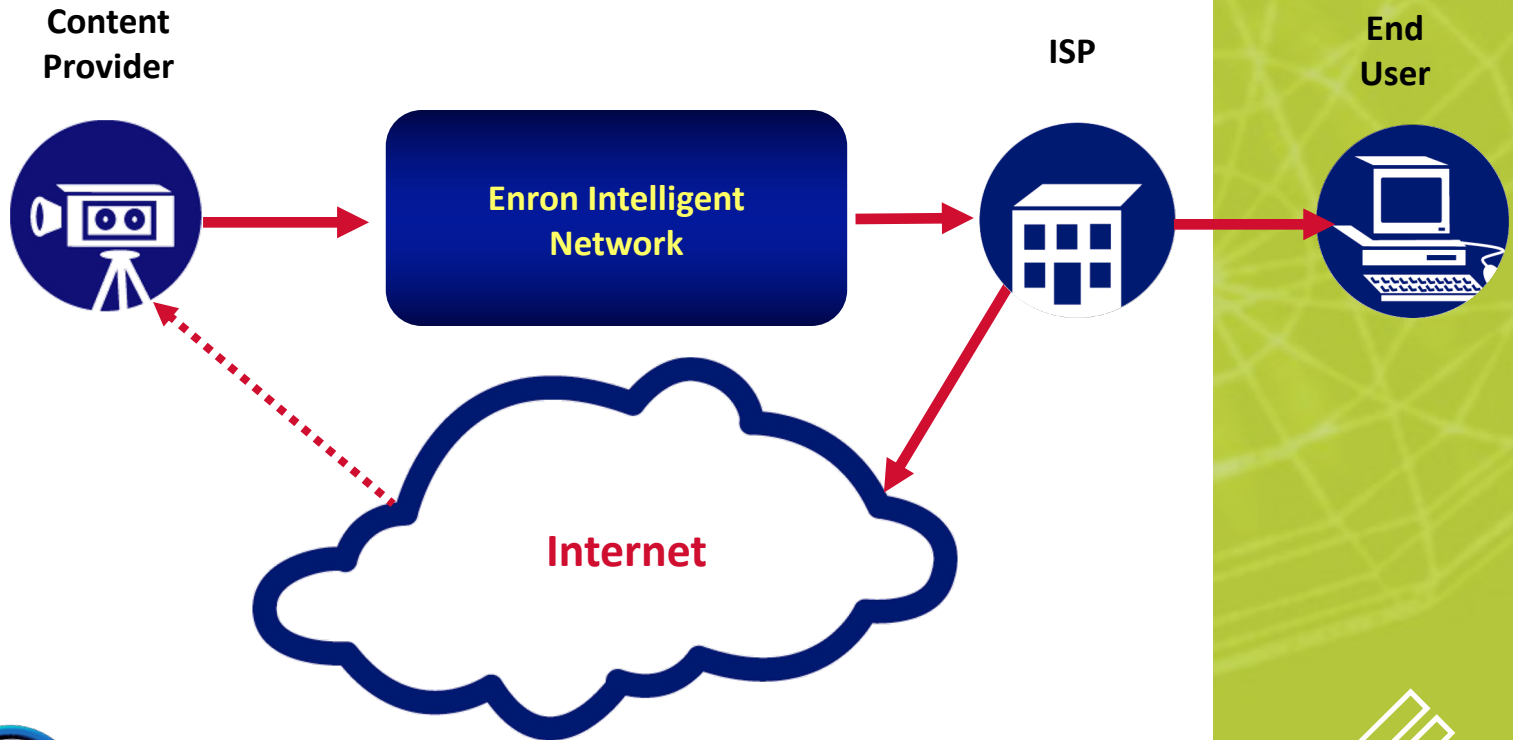 Content
Provider
ISP
End
User
Enron Intelligent
Network
Internet